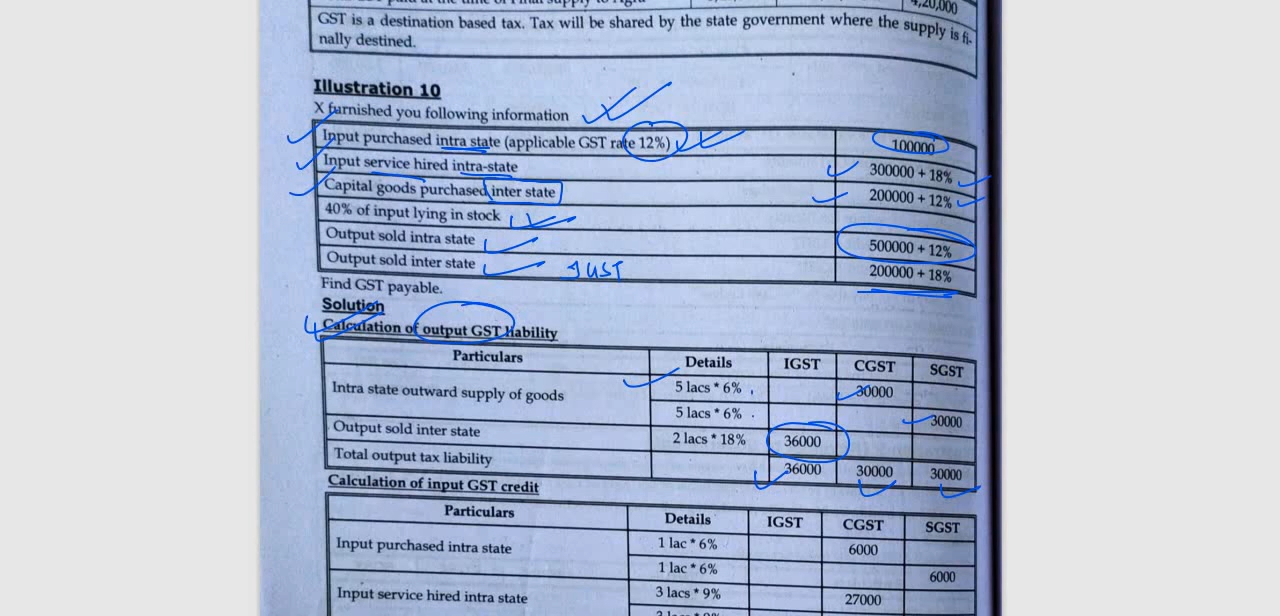 4,20,000
GST is a destination based tax. Tax will be shared by the state government where the supply is fi-
nally destined.
Illustration 10
X furnished you following information
Input purchased intra state (applicable GST rate 12%) 100000
Input service hired intra-state 300000 + 18%
Capital goods purchased inter state 200000 + 12%
40% of input lying in stock
Output sold intra state 500000 + 12%
Output sold inter state IGST 200000 + 18%
Find GST payable.
Solution
Calculation of output GST liability
Particulars Details IGST CGST SGST
Intra state outward supply of goods 5 lacs * 6% 30000
5 lacs * 6% 30000
Output sold inter state 2 lacs * 18% 36000
Total output tax liability 36000 30000 30000
Calculation of input GST credit
Particulars Details IGST CGST SGST
Input purchased intra state 1 lac * 6% 6000
1 lac * 6% 6000
Input service hired intra state 3 lacs * 9% 27000